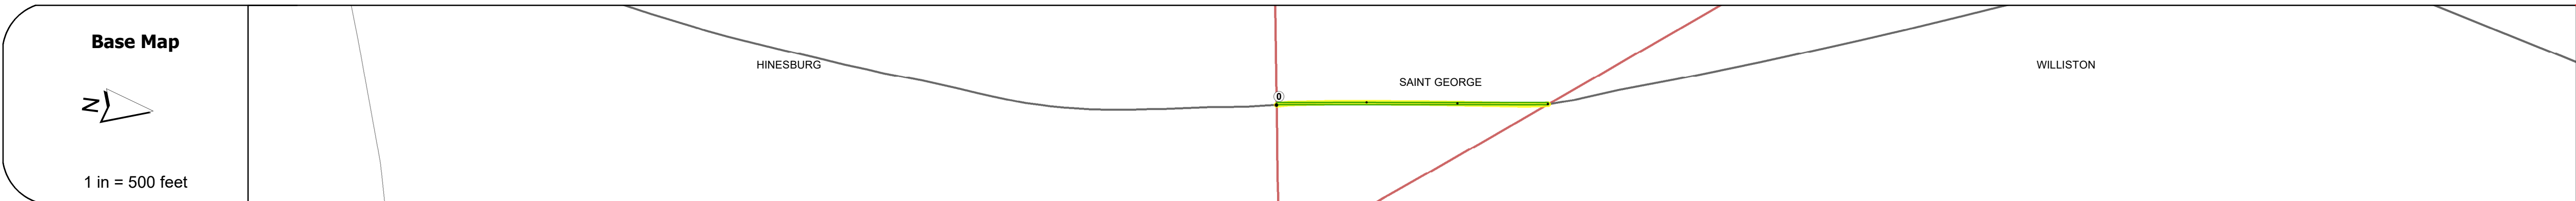 Base Map
N
1 in = 500 feet
HINESBURG
0
SAINT GEORGE
WILLISTON